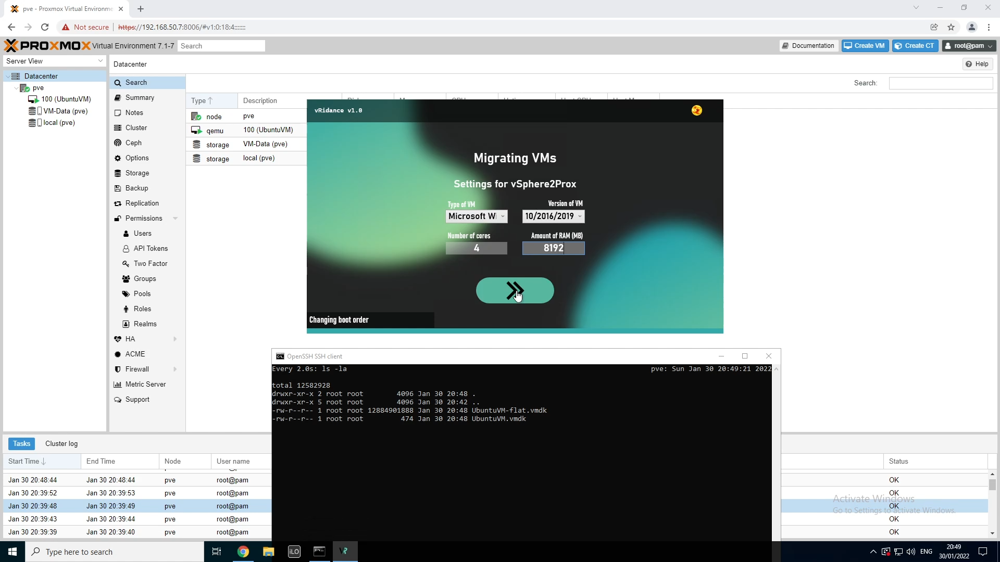 pve - Proxmox Virtual Environme
Not secure
https://192.168.50.7:8006/#v1:0:18:4:::::::
PROXMOX Virtual Environment 7.1-7
Search
Documentation
Create VM
Create CT
root@pam
Server View
Datacenter
Help
Datacenter
pve
100 (UbuntuVM)
VM-Data (pve)
local (pve)
Search
Summary
Notes
Cluster
Ceph
Options
Storage
Backup
Replication
Permissions
Users
API Tokens
Two Factor
Groups
Pools
Roles
Realms
HA
ACME
Firewall
Metric Server
Support
Search:
Type Description
node pve
qemu 100 (UbuntuVM)
storage VM-Data (pve)
storage local (pve)
vRidance v1.0
Migrating VMs
Settings for vSphere2Prox
Type of VM Version of VM
Microsoft Wi 10/2016/2019
Number of cores Amount of RAM (MB)
4 8192
Changing boot order
OpenSSH SSH client
Every 2.0s: ls -la pve: Sun Jan 30 20:49:21 2022
total 12582928
drwxr-xr-x 2 root root 4096 Jan 30 20:48 .
drwxr-xr-x 5 root root 4096 Jan 30 20:42 ..
-rw-r--r-- 1 root root 12884901888 Jan 30 20:48 UbuntuVM-flat.vmdk
-rw-r--r-- 1 root root 474 Jan 30 20:48 UbuntuVM.vmdk
Tasks Cluster log
Start Time End Time Node User name Status
Jan 30 20:48:44 Jan 30 20:48:44 pve root@pam OK
Jan 30 20:39:52 Jan 30 20:39:53 pve root@pam OK
Jan 30 20:39:48 Jan 30 20:39:49 pve root@pam OK
Jan 30 20:39:43 Jan 30 20:39:44 pve root@pam OK
Jan 30 20:39:39 Jan 30 20:39:40 pve root@pam OK
Activate Windows
Go to Settings to activate Windows.
Type here to search
iLO
VR
ENG
20:49
30/01/2022